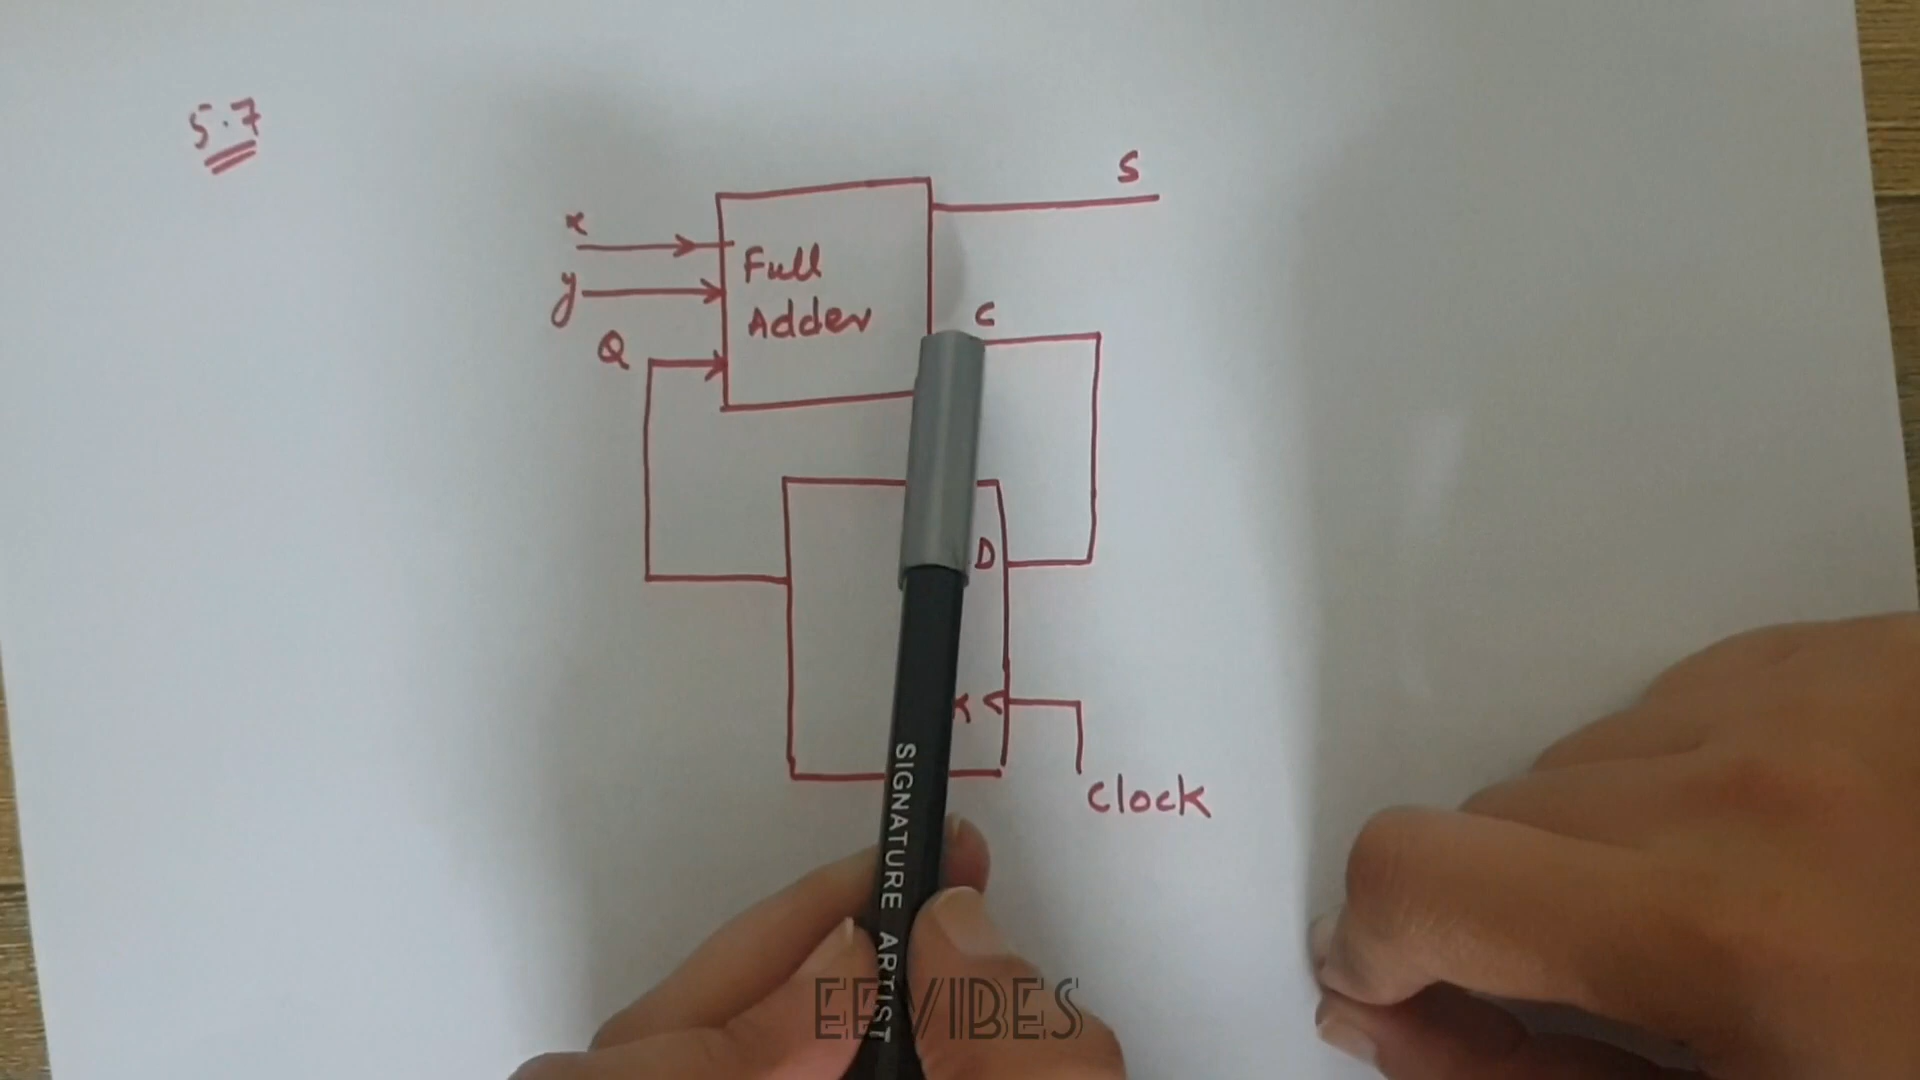 5.7
S
x
y
Full
Adder
C
Q
D
K
Clock
SIGNATURE ARTIST
EEVIBES